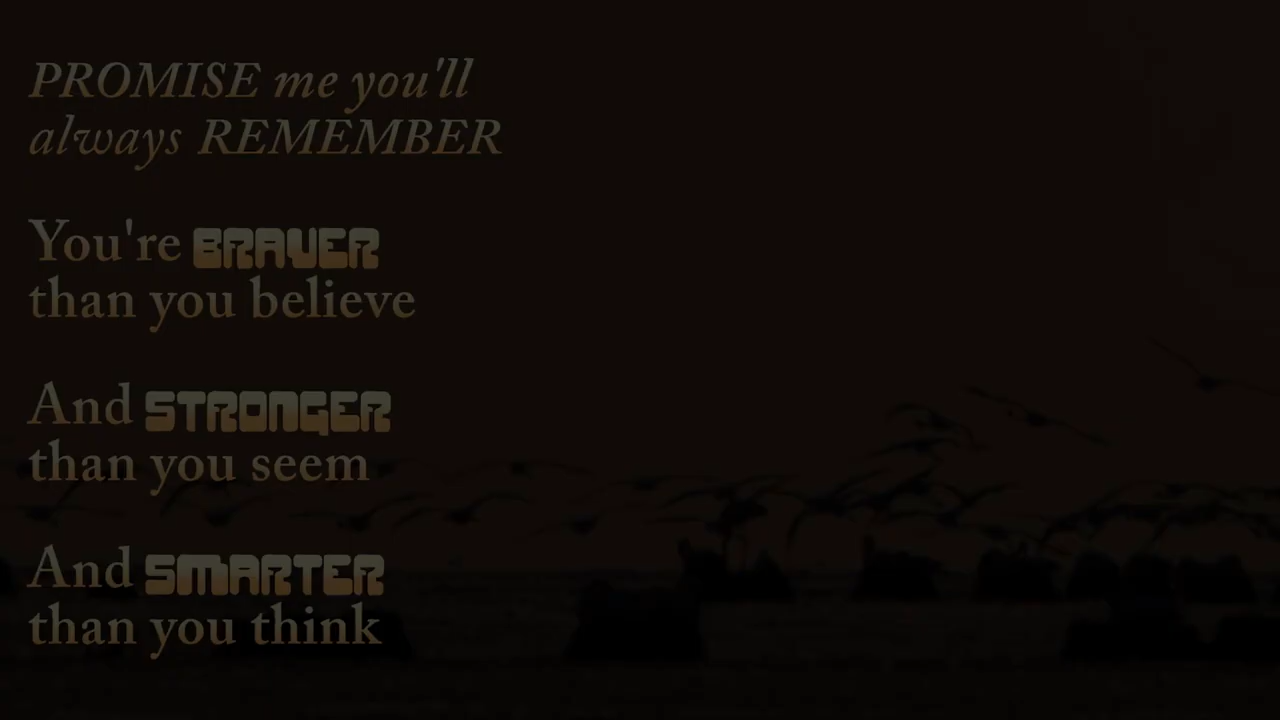 PROMISE me you'll
always REMEMBER
You're BRAVER
than you believe
And STRONGER
than you seem
And SMARTER
than you think